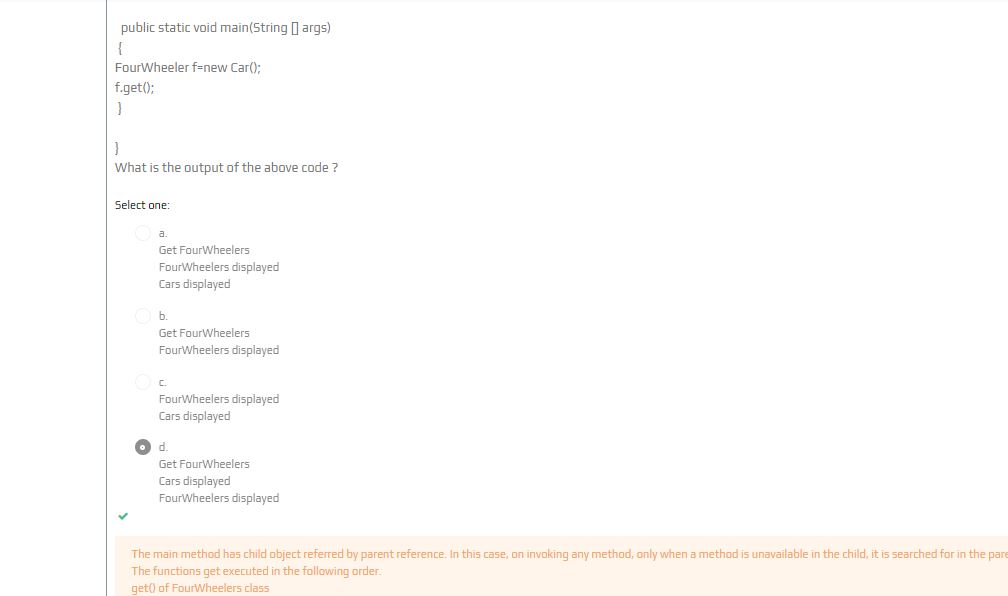 public static void main(String [] args)
{
FourWheeler f=new Car();
f.get();
}
}
What is the output of the above code ?
Select one:
a.
Get FourWheelers
FourWheelers displayed
Cars displayed
b.
Get FourWheelers
FourWheelers displayed
c.
FourWheelers displayed
Cars displayed
d.
Get FourWheelers
Cars displayed
FourWheelers displayed
The main method has child object referred by parent reference. In this case, on invoking any method, only when a method is unavailable in the child, it is searched for in the pare
The functions get executed in the following order.
get() of FourWheelers class